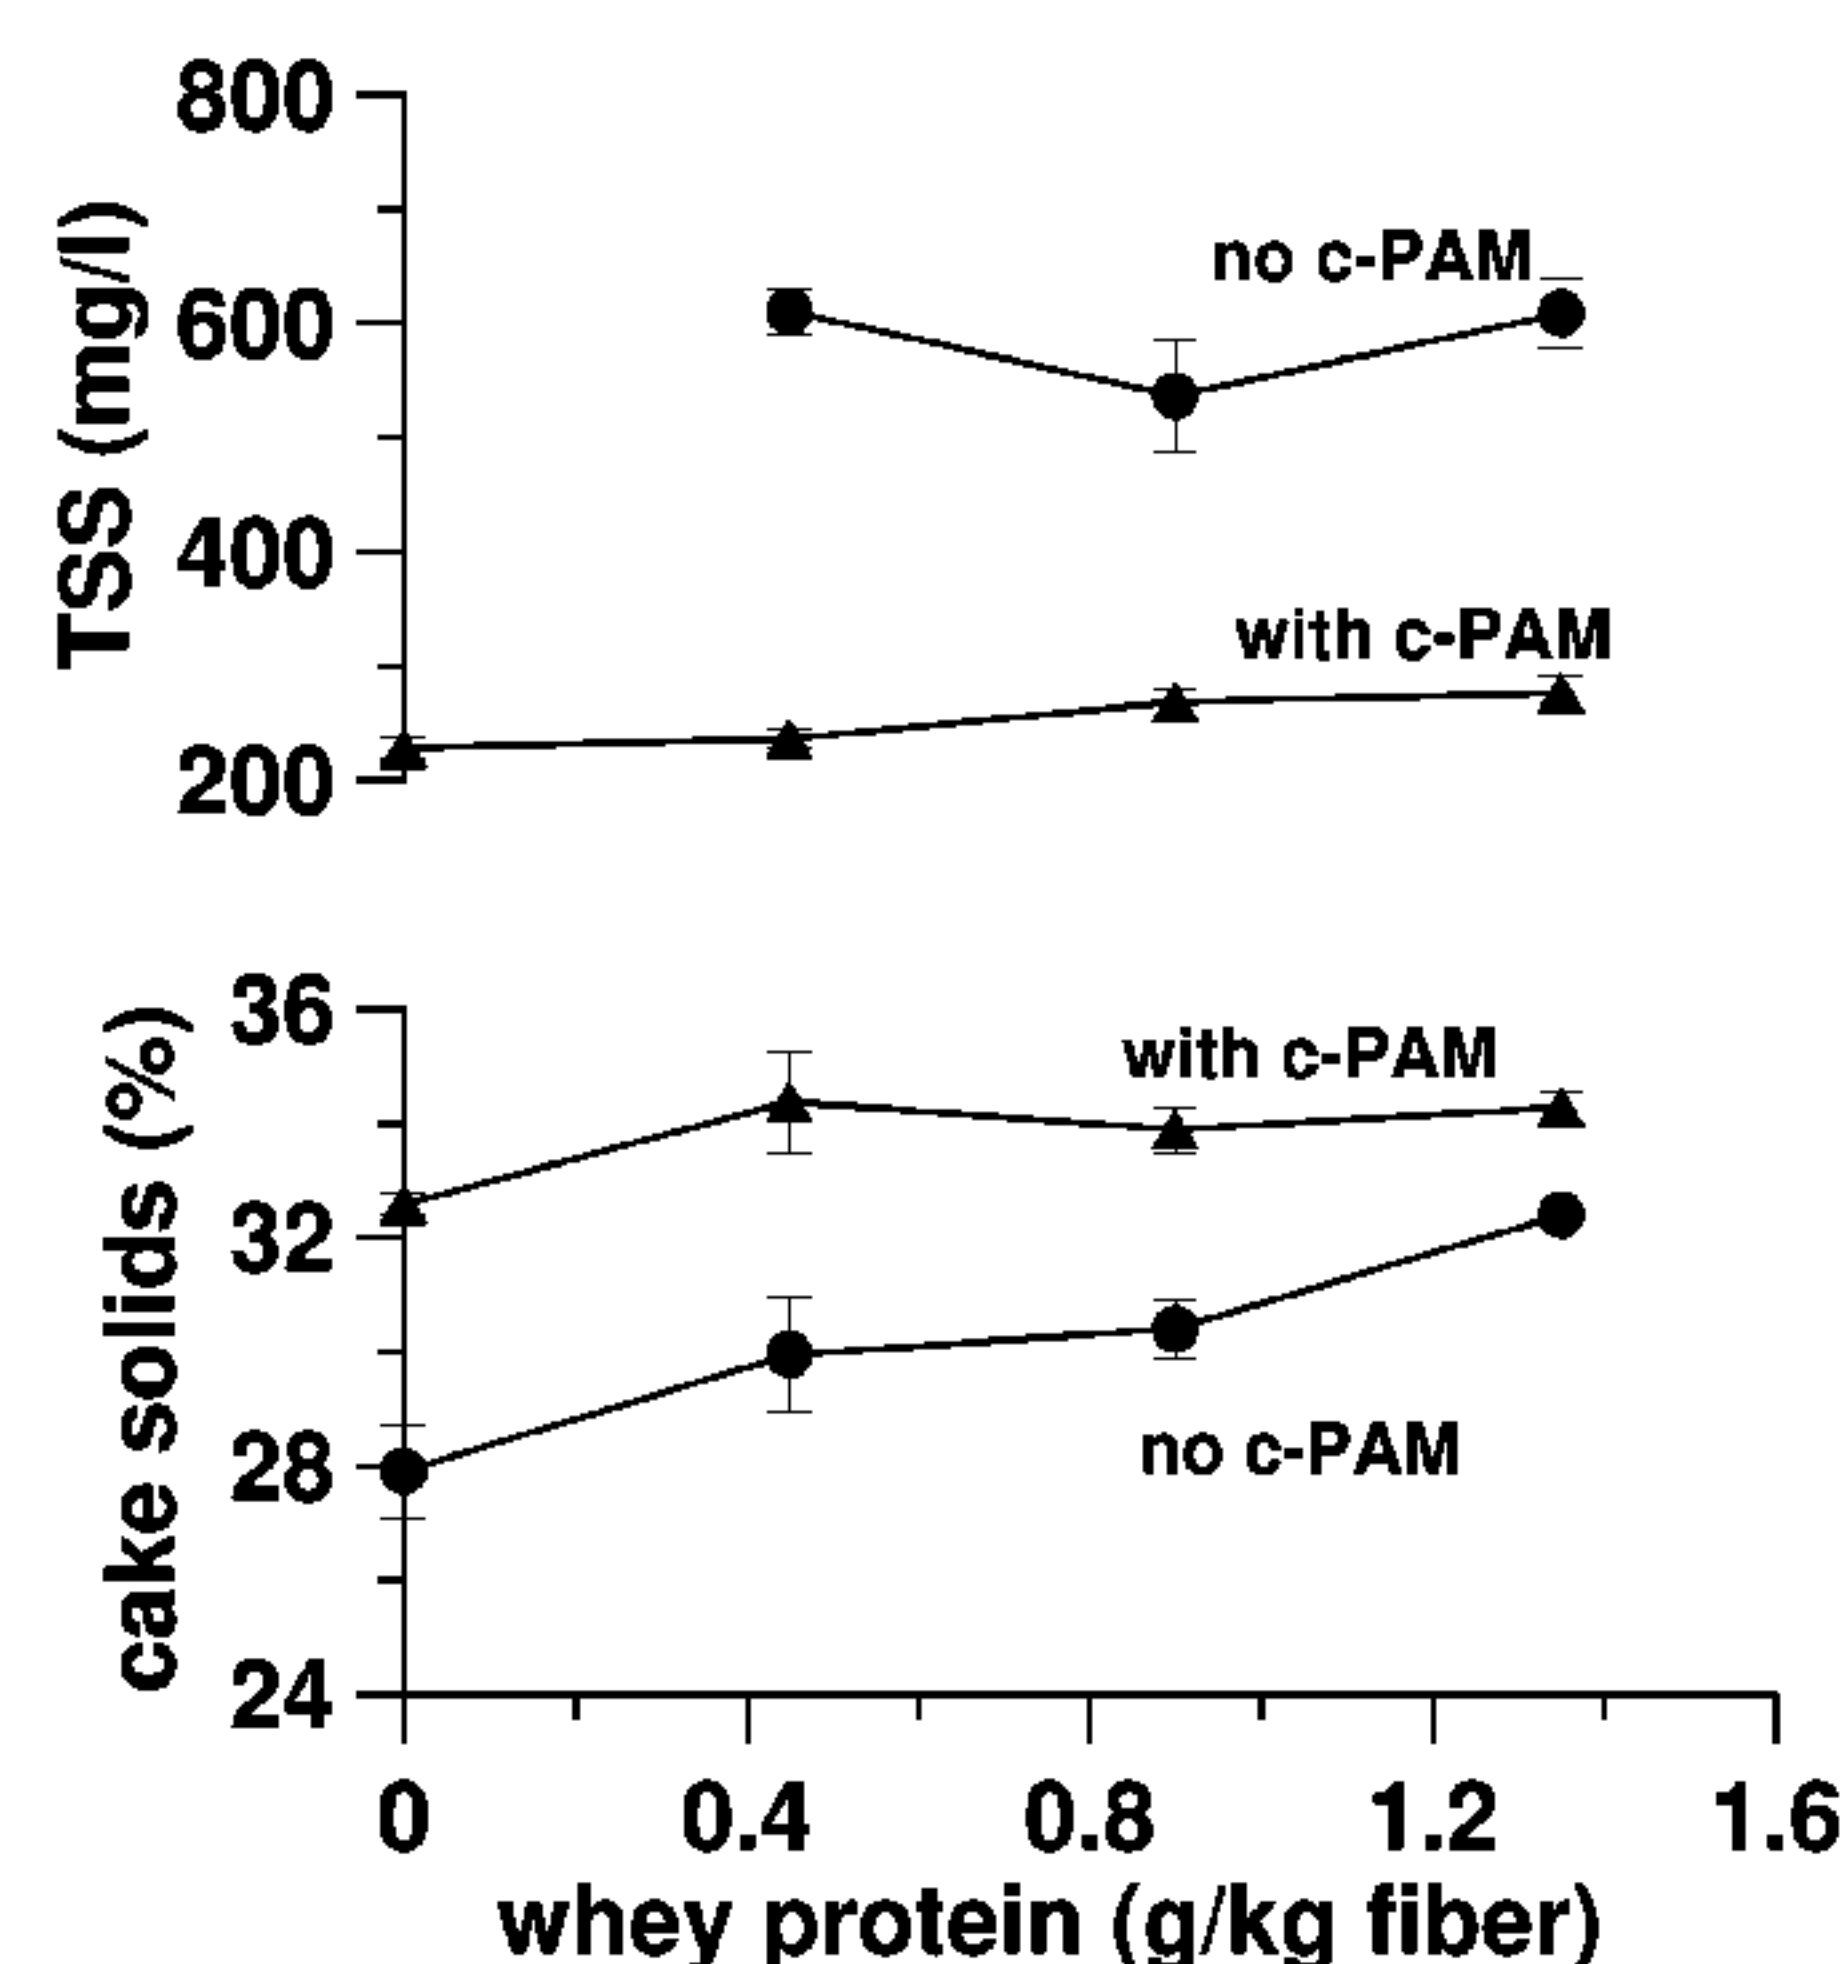 800
600
400
200
TSS (mg/l)
no c-PAM
with c-PAM
36
32
28
24
cake solids (%)
with c-PAM
no c-PAM
0 0.4 0.8 1.2 1.6
whey protein (g/kg fiber)